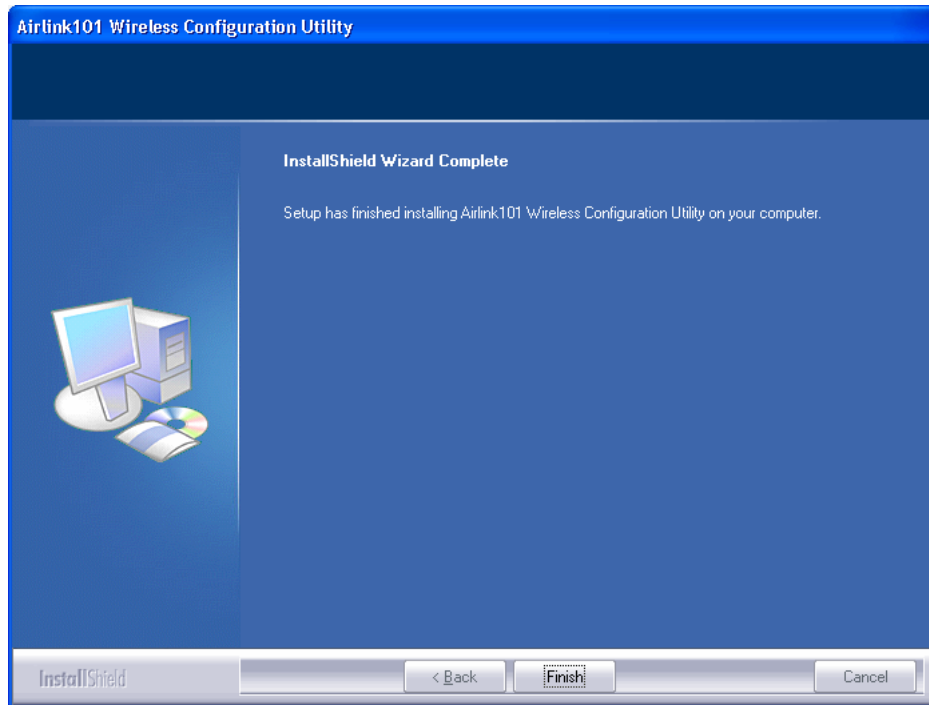 Airlink101 Wireless Configuration Utility
InstallShield Wizard Complete
Setup has finished installing Airlink101 Wireless Configuration Utility on your computer.
InstallShield
< Back
Finish
Cancel